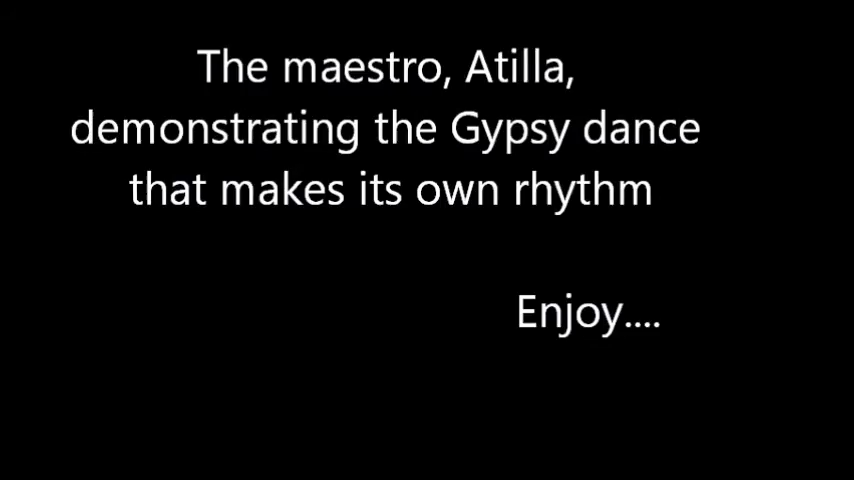 The maestro, Atilla,
demonstrating the Gypsy dance
that makes its own rhythm
Enjoy....